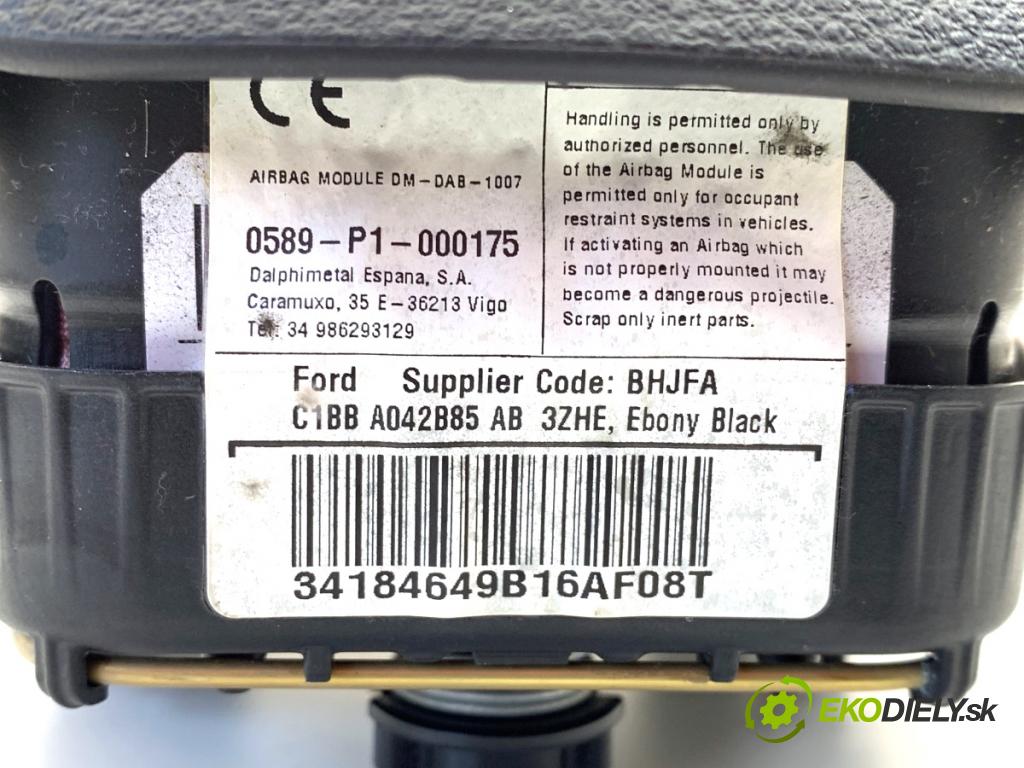 CE
AIRBAG MODULE DM-DAB-1007
0589-P1-000175
Dalphimetal Espana, S.A.
Caramuxo, 35 E-36213 Vigo
Tel: 34 986293129
Handling is permitted only by
authorized personnel. The use
of the Airbag Module is
permitted only for occupant
restraint systems in vehicles.
If activating an Airbag which
is not properly mounted it may
become a dangerous projectile.
Scrap only inert parts.
Ford Supplier Code: BHJFA
C1BB A042B85 AB 3ZHE, Ebony Black
34184649B16AF08T
EKODIELY.sk